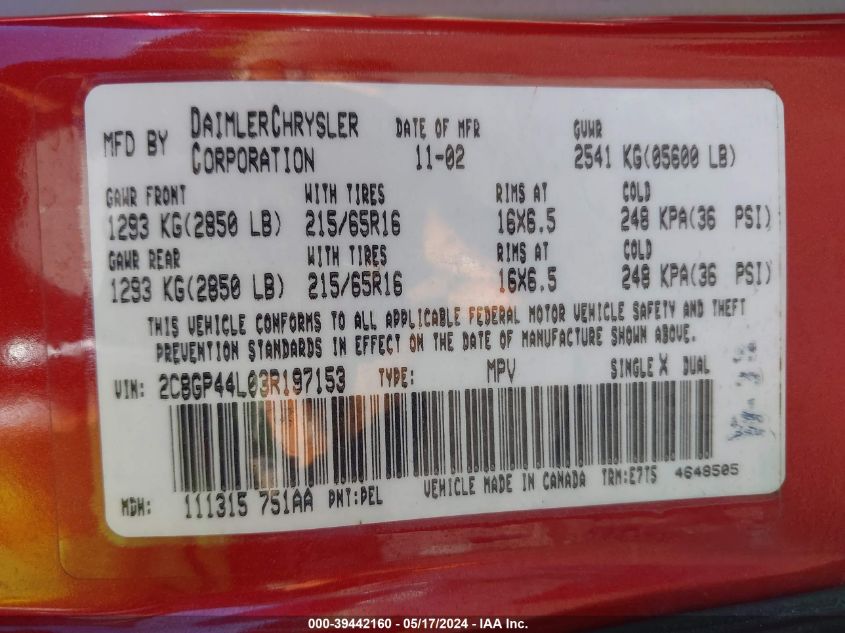 MFD BY DAIMLERCHRYSLER CORPORATION DATE OF MFR 11-02 GVWR 2541 KG(05600 LB)
GAWR FRONT WITH TIRES RIMS AT COLD
1293 KG(2850 LB) 215/65R16 16X6.5 248 KPA(36 PSI)
GAWR REAR WITH TIRES RIMS AT COLD
1293 KG(2850 LB) 215/65R16 16X6.5 248 KPA(36 PSI)
THIS VEHICLE CONFORMS TO ALL APPLICABLE FEDERAL MOTOR VEHICLE SAFETY AND THEFT
PREVENTION STANDARDS IN EFFECT ON THE DATE OF MANUFACTURE SHOWN ABOVE.
VIN: 2C8GP44L03R197153 TYPE: MPV SINGLE X DUAL
MDH: 111315 751AA PNT:PEL VEHICLE MADE IN CANADA TRM:E7T5 4648505
000-39442160 - 05/17/2024 - IAA Inc.